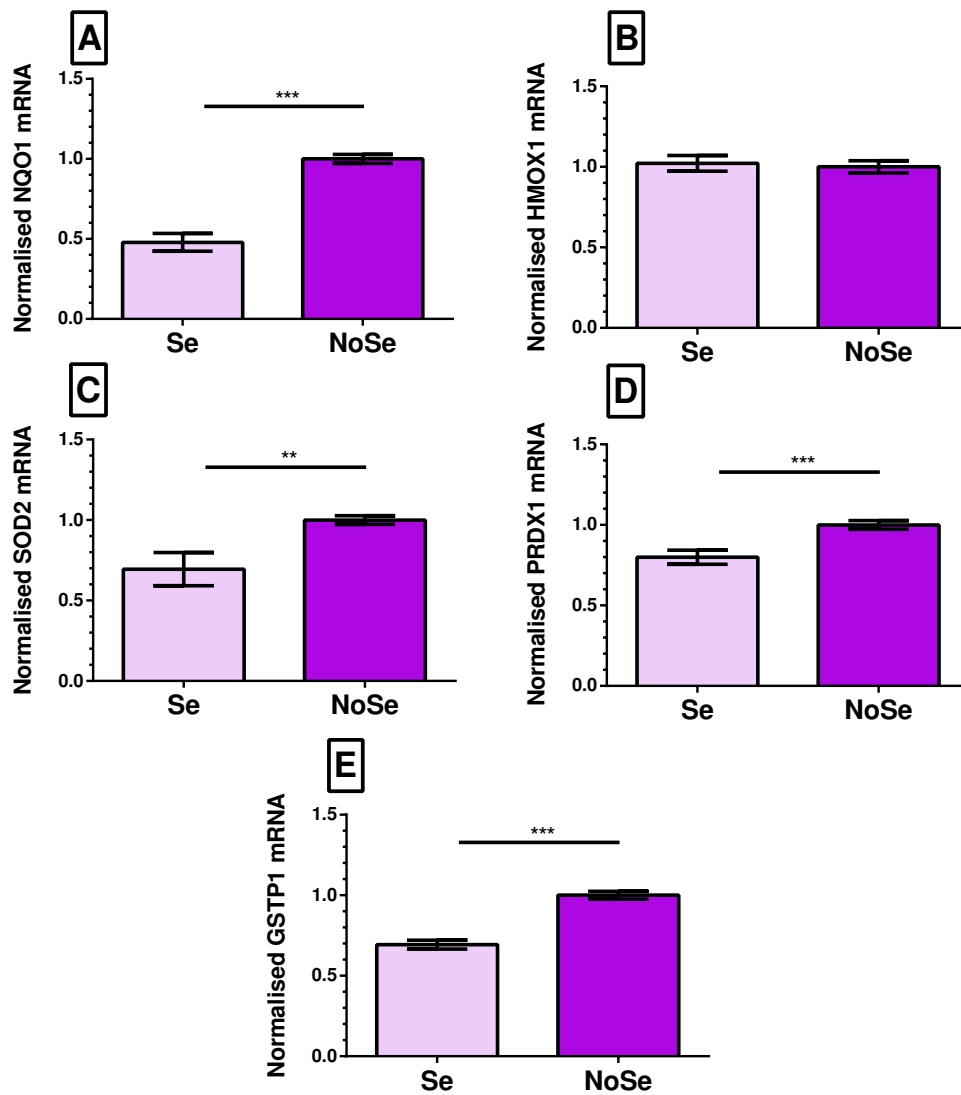 A
Normalised NQO1 mRNA
1.5
1.0
0.5
0.0
***
Se
NoSe
B
Normalised HMOX1 mRNA
1.5
1.0
0.5
0.0
Se
NoSe
C
Normalised SOD2 mRNA
1.5
1.0
0.5
0.0
**
Se
NoSe
D
Normalised PRDX1 mRNA
1.5
1.0
0.5
0.0
***
Se
NoSe
E
Normalised GSTP1 mRNA
1.5
1.0
0.5
0.0
***
Se
NoSe